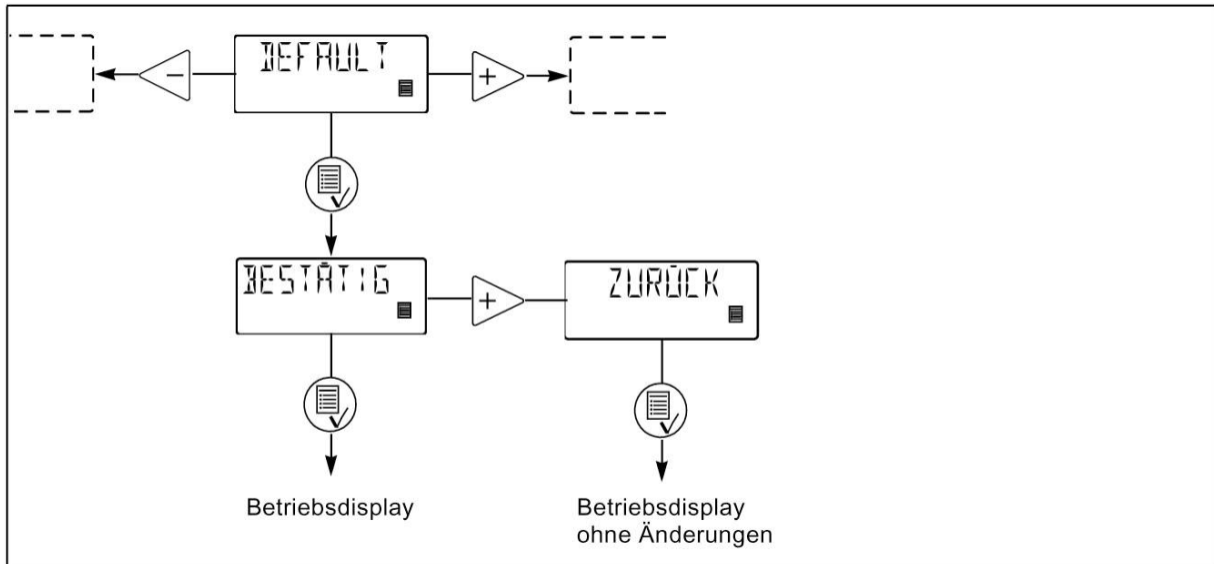 DEFAULT
BESTÄTIG
ZURÜCK
Betriebsdisplay
Betriebsdisplay
ohne Änderungen